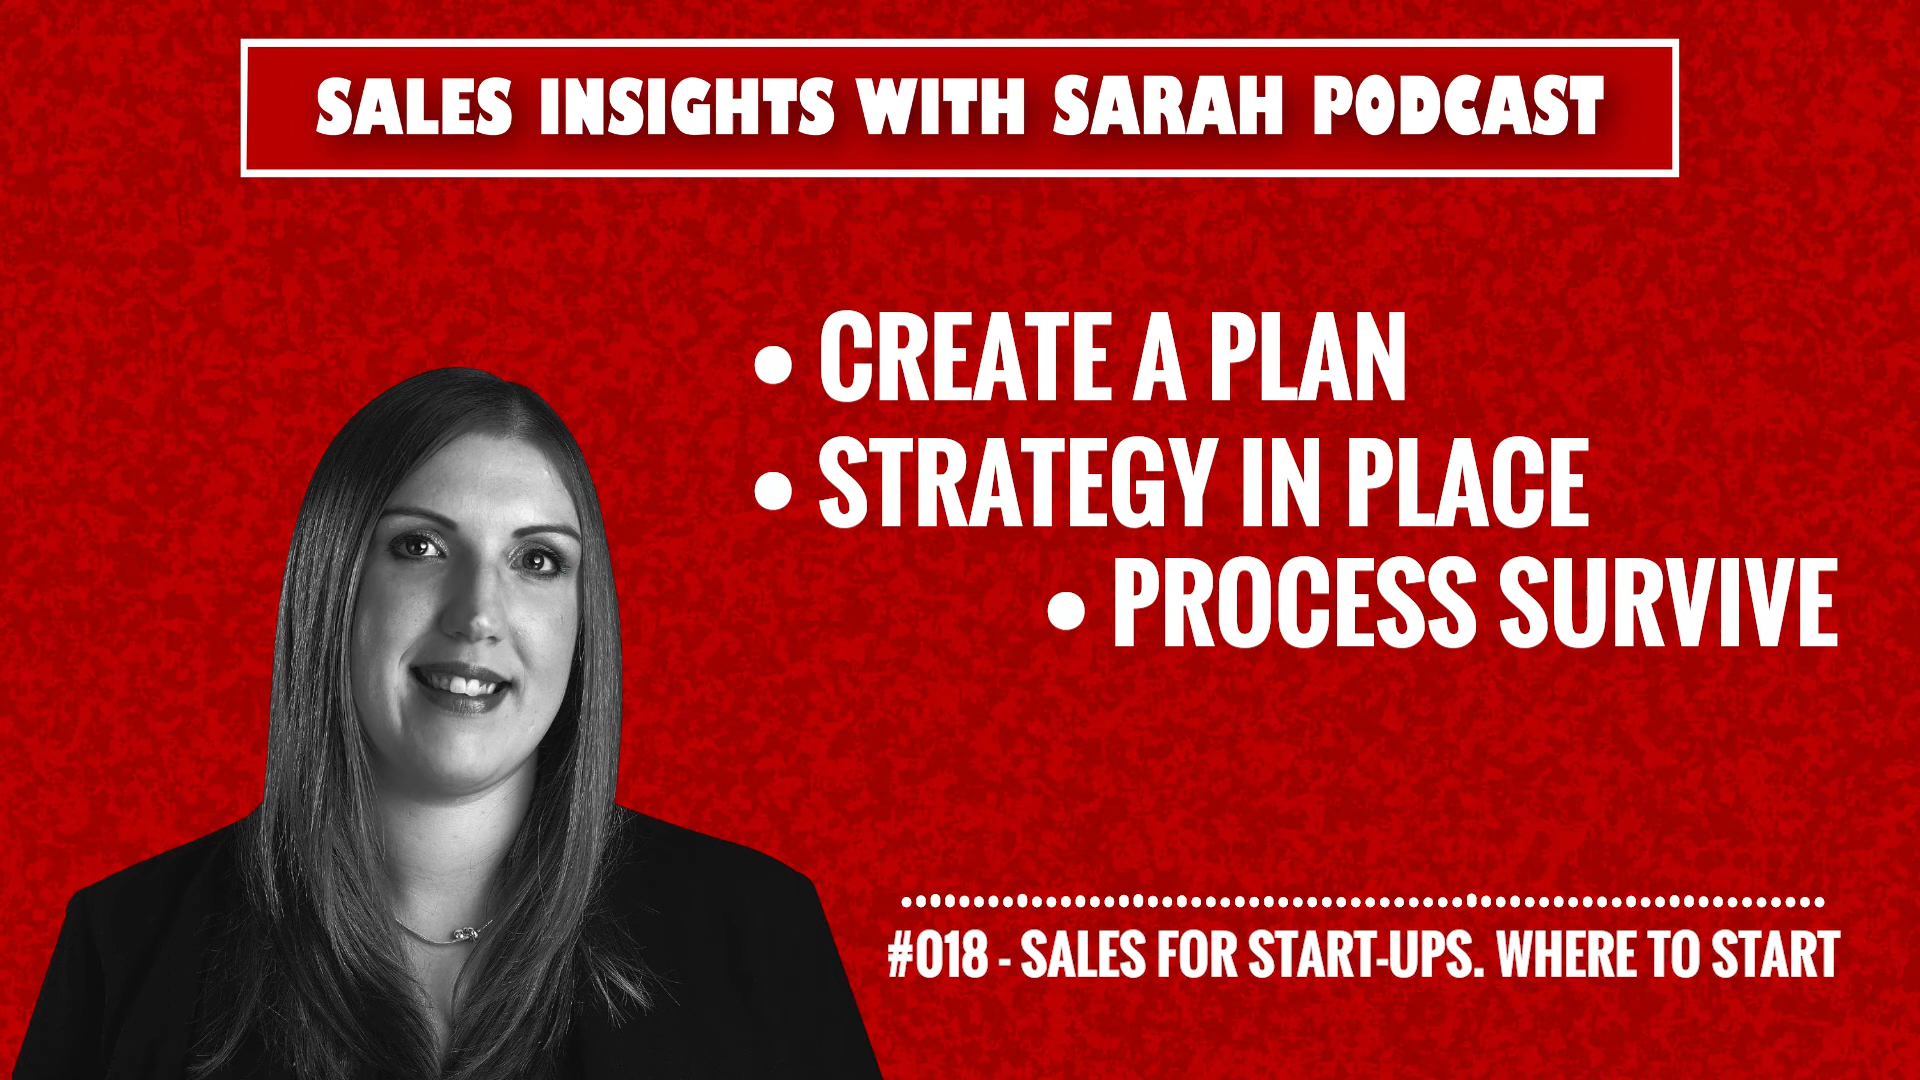 SALES INSIGHTS WITH SARAH PODCAST
• CREATE A PLAN
• STRATEGY IN PLACE
• PROCESS SURVIVE
#018 - SALES FOR START-UPS. WHERE TO START